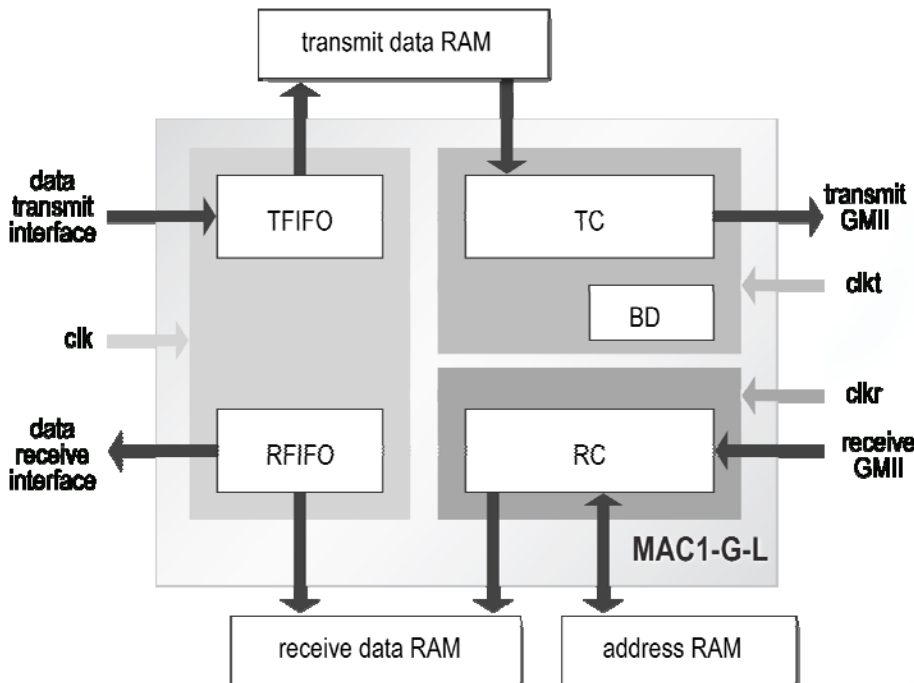 transmit data RAM
data
transmit
interface
TFIFO
TC
transmit
GMII
clkt
BD
clk
clkr
data
receive
interface
RFIFO
RC
receive
GMII
MAC1-G-L
receive data RAM
address RAM